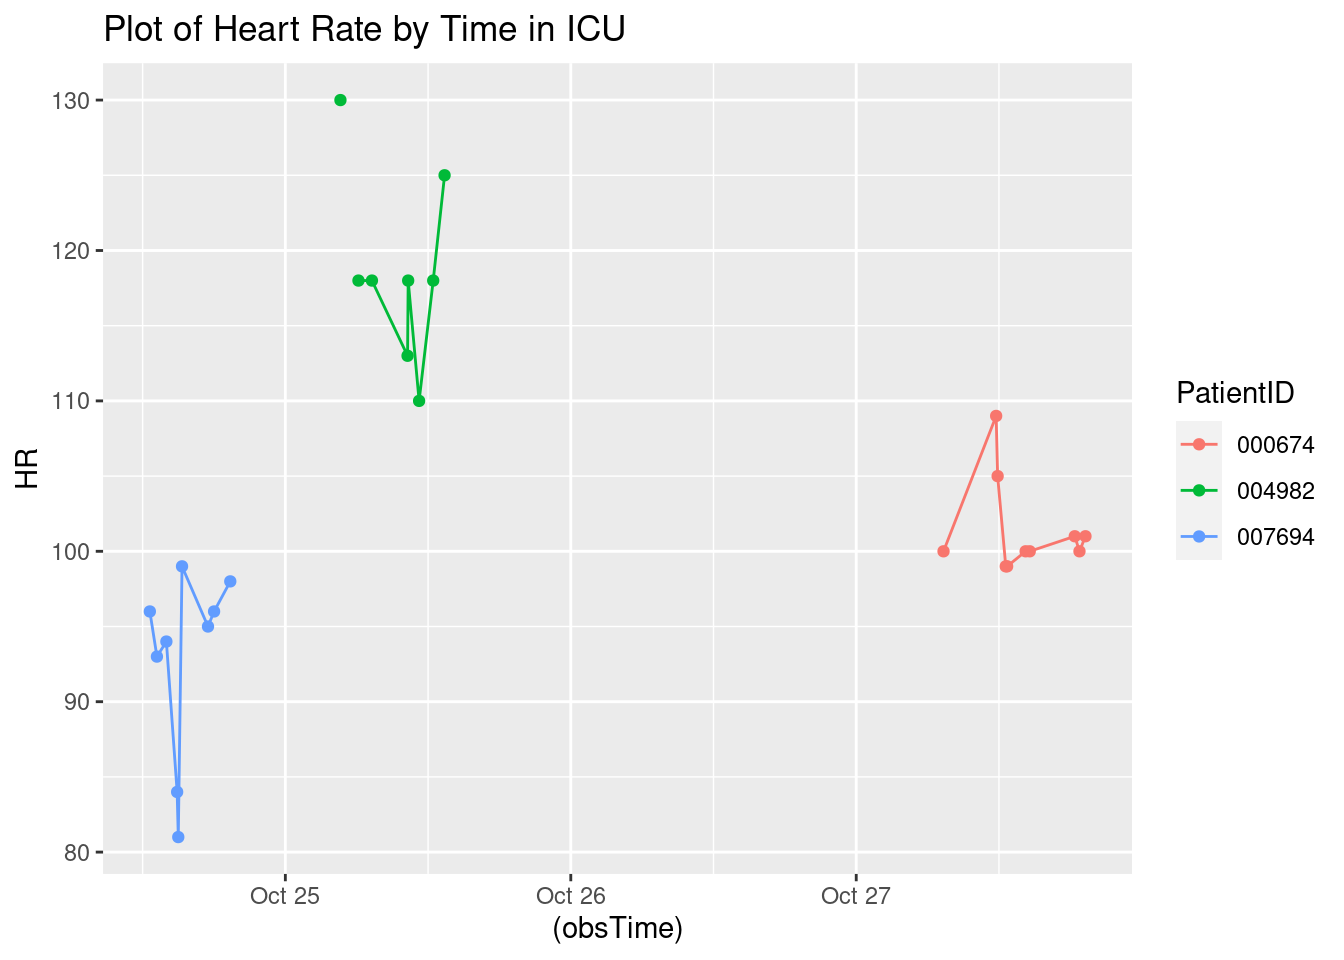 Plot of Heart Rate by Time in ICU
130
120
110
100
90
80
HR
Oct 25
Oct 26
Oct 27
(obsTime)
PatientID
000674
004982
007694